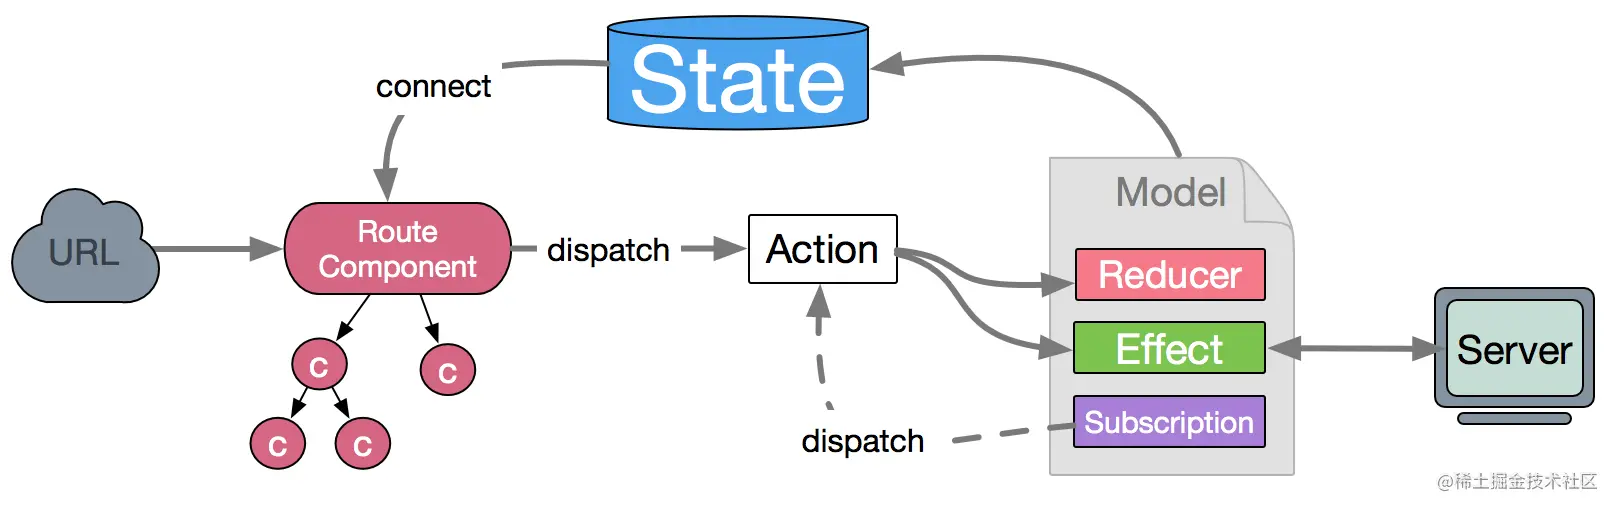 State
connect
Model
URL
Route
Component
dispatch
Action
Reducer
Effect
Server
Subscription
dispatch
C
C
C
C
@稀土掘金技术社区